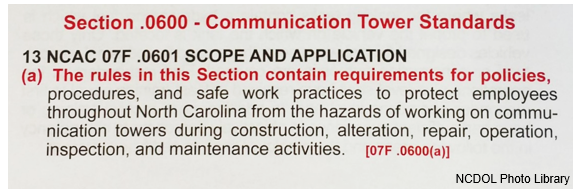 Section .0600 - Communication Tower Standards
13 NCAC 07F .0601 SCOPE AND APPLICATION
(a) The rules in this Section contain requirements for policies,
procedures, and safe work practices to protect employees
throughout North Carolina from the hazards of working on commu-
nication towers during construction, alteration, repair, operation,
inspection, and maintenance activities. [07F .0600(a)]
NCDOL Photo Library